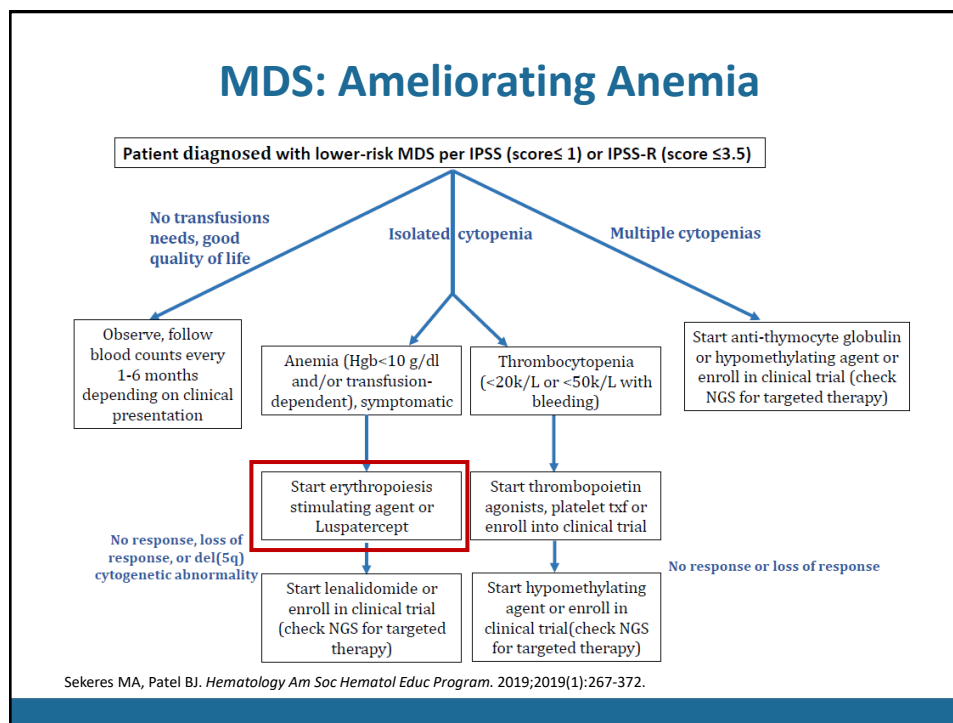 MDS: Ameliorating Anemia
Patient diagnosed with lower-risk MDS per IPSS (score≤ 1) or IPSS-R (score ≤3.5)
No transfusions
needs, good
quality of life
Isolated cytopenia
Multiple cytopenias
Observe, follow
blood counts every
1-6 months
depending on clinical
presentation
Anemia (Hgb<10 g/dl
and/or transfusion-
dependent), symptomatic
Thrombocytopenia
(<20k/L or <50k/L with
bleeding)
Start anti-thymocyte globulin
or hypomethylating agent or
enroll in clinical trial (check
NGS for targeted therapy)
Start erythropoiesis
stimulating agent or
Luspatercept
Start thrombopoietin
agonists, platelet txf or
enroll into clinical trial
No response, loss of
response, or del(5q)
cytogenetic abnormality
No response or loss of response
Start lenalidomide or
enroll in clinical trial
(check NGS for targeted
therapy)
Start hypomethylating
agent or enroll in
clinical trial(check NGS
for targeted therapy)
Sekeres MA, Patel BJ. Hematology Am Soc Hematol Educ Program. 2019;2019(1):267-372.